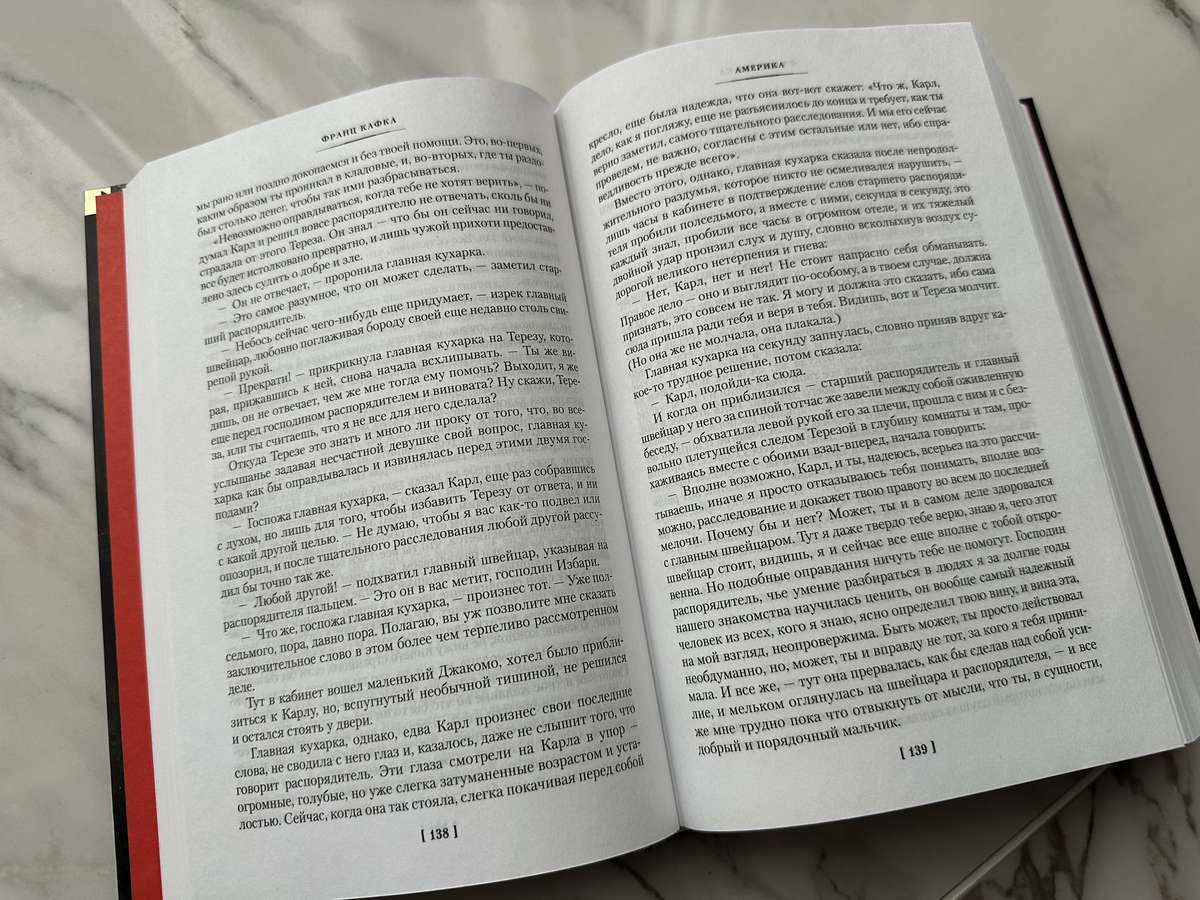 ФРАНЦ КАФКА
мы рано или поздно докопаемся и без твоей помощи. Это, во-первых,
каким образом ты проникал в кладовые, и, во-вторых, где ты раздо-
был столько денег, чтобы так ими разбрасываться.
«Невозможно оправдываться, когда тебе не хотят верить», — по-
думал Карл и решил вовсе распорядителю не отвечать, сколь бы ни
страдала от этого Тереза. Он знал — что бы он сейчас ни говорил,
все будет истолковано превратно, и лишь чужой прихоти предостав-
лено здесь судить о добре и зле.
— Он не отвечает, — проронила главная кухарка.
— Это самое разумное, что он может сделать, — заметил стар-
ший распорядитель.
— Небось сейчас чего-нибудь еще придумает, — изрек главный
швейцар, любовно поглаживая бороду своей еще недавно столь сви-
репой рукой.
— Прекрати! — прикрикнула главная кухарка на Терезу, кото-
рая, прижавшись к ней, снова начала всхлипывать. — Ты же ви-
дишь, он не отвечает, чем же мне тогда ему помочь? Выходит, я же
еще перед господином распорядителем и виновата? Ну скажи, Тере-
за, или ты считаешь, что я не все для него сделала?
Откуда Терезе это знать и много ли проку от того, что, во все-
услышанье задавая несчастной девушке свой вопрос, главная ку-
харка как бы оправдывалась и извинялась перед этими двумя гос-
подами?
— Госпожа главная кухарка, — сказал Карл, еще раз собравшись
с духом, но лишь для того, чтобы избавить Терезу от ответа, и ни
с какой другой целью. — Не думаю, чтобы я вас как-то подвел или
опозорил, и после тщательного расследования любой другой рассу-
дил бы точно так же.
— Любой другой! — подхватил главный швейцар, указывая на
распорядителя пальцем. — Это он в вас метит, господин Избари.
— Что же, госпожа главная кухарка, — произнес тот. — Уже пол-
седьмого, пора, давно пора. Полагаю, вы уж позволите мне сказать
заключительное слово в этом более чем терпеливо рассмотренном
деле.
Тут в кабинет вошел маленький Джакомо, хотел было прибли-
зиться к Карлу, но, вспугнутый необычной тишиной, не решился
и остался стоять у двери.
Главная кухарка, однако, едва Карл произнес свои последние
слова, не сводила с него глаз и, казалось, даже не слышит того, что
говорит распорядитель. Эти глаза смотрели на Карла в упор —
огромные, голубые, но уже слегка затуманенные возрастом и уста-
лостью. Сейчас, когда она так стояла, слегка покачивая перед собой
[ 138 ]
АМЕРИКА
кресло, еще была надежда, что она вот-вот скажет: «Что ж, Карл,
дело, как я погляжу, еще не разъяснилось до конца и требует, как ты
верно заметил, самого тщательного расследования. И мы его сейчас
проведем, не важно, согласны с этим остальные или нет, ибо спра-
ведливость прежде всего».
Вместо этого, однако, главная кухарка сказала после непродол-
жительного раздумья, которое никто не осмеливался нарушить, —
лишь часы в кабинете в подтверждение слов старшего распоряди-
теля пробили полседьмого, а вместе с ними, секунда в секунду, это
каждый знал, пробили все часы в огромном отеле, и их тяжелый
двойной удар пронзил слух и душу, словно всколыхнув воздух су-
дорогой великого нетерпения и гнева:
— Нет, Карл, нет и нет! Не стоит напрасно себя обманывать.
Правое дело — оно и выглядит по-особому, а в твоем случае, должна
признать, это совсем не так. Я могу и должна это сказать, ибо сама
сюда пришла ради тебя и веря в тебя. Видишь, вот и Тереза молчит.
(Но она же не молчала, она плакала.)
Главная кухарка на секунду запнулась, словно приняв вдруг ка-
кое-то трудное решение, потом сказала:
— Карл, подойди-ка сюда.
И когда он приблизился — старший распорядитель и главный
швейцар у него за спиной тотчас же завели между собой оживленную
беседу, — обхватила левой рукой его за плечи, прошла с ним и с без-
вольно плетущейся следом Терезой в глубину комнаты и там, про-
хаживаясь вместе с обоими взад-вперед, начала говорить:
— Вполне возможно, Карл, и ты, надеюсь, всерьез на это рассчи-
тываешь, иначе я просто отказываюсь тебя понимать, вполне воз-
можно, расследование и докажет твою правоту во всем до последней
мелочи. Почему бы и нет? Может, ты и в самом деле здоровался
с главным швейцаром. Тут я даже твердо тебе верю, знаю я, чего этот
швейцар стоит, видишь, я и сейчас все еще вполне с тобой откро-
венна. Но подобные оправдания ничуть тебе не помогут. Господин
распорядитель, чье умение разбираться в людях я за долгие годы
нашего знакомства научилась ценить, он вообще самый надежный
человек из всех, кого я знаю, ясно определил твою вину, и вина эта,
на мой взгляд, неопровержима. Быть может, ты просто действовал
необдуманно, но, может, ты и вправду не тот, за кого я тебя прини-
мала. И все же, — тут она прервалась, как бы сделав над собой уси-
лие, и мельком оглянулась на швейцара и распорядителя, — и все
же мне трудно пока что отвыкнуть от мысли, что ты, в сущности,
добрый и порядочный мальчик.
[ 139 ]